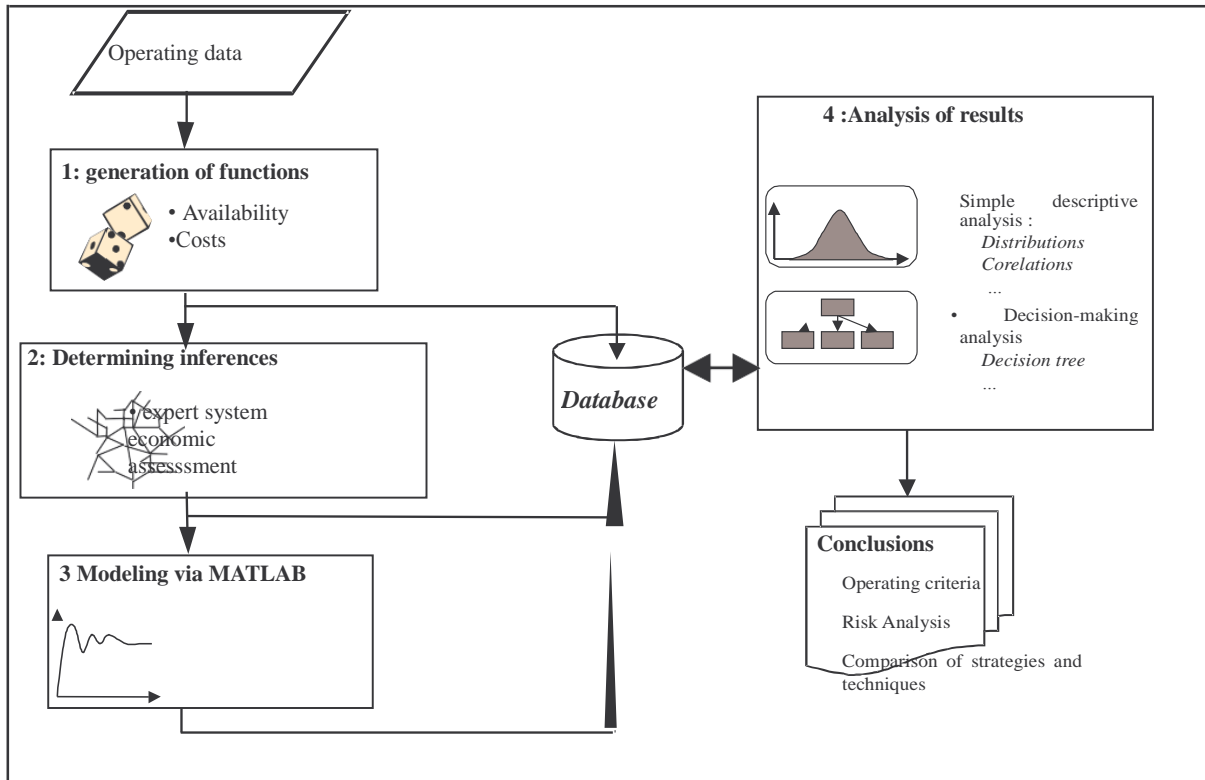 Operating data
1: generation of functions
• Availability
•Costs
2: Determining inferences
• expert system
economic
assesssment
3 Modeling via MATLAB
Database
4 :Analysis of results
Simple descriptive
analysis :
Distributions
Corelations
...
• Decision-making
analysis
Decision tree
...
Conclusions
Operating criteria
Risk Analysis
Comparison of strategies and
techniques